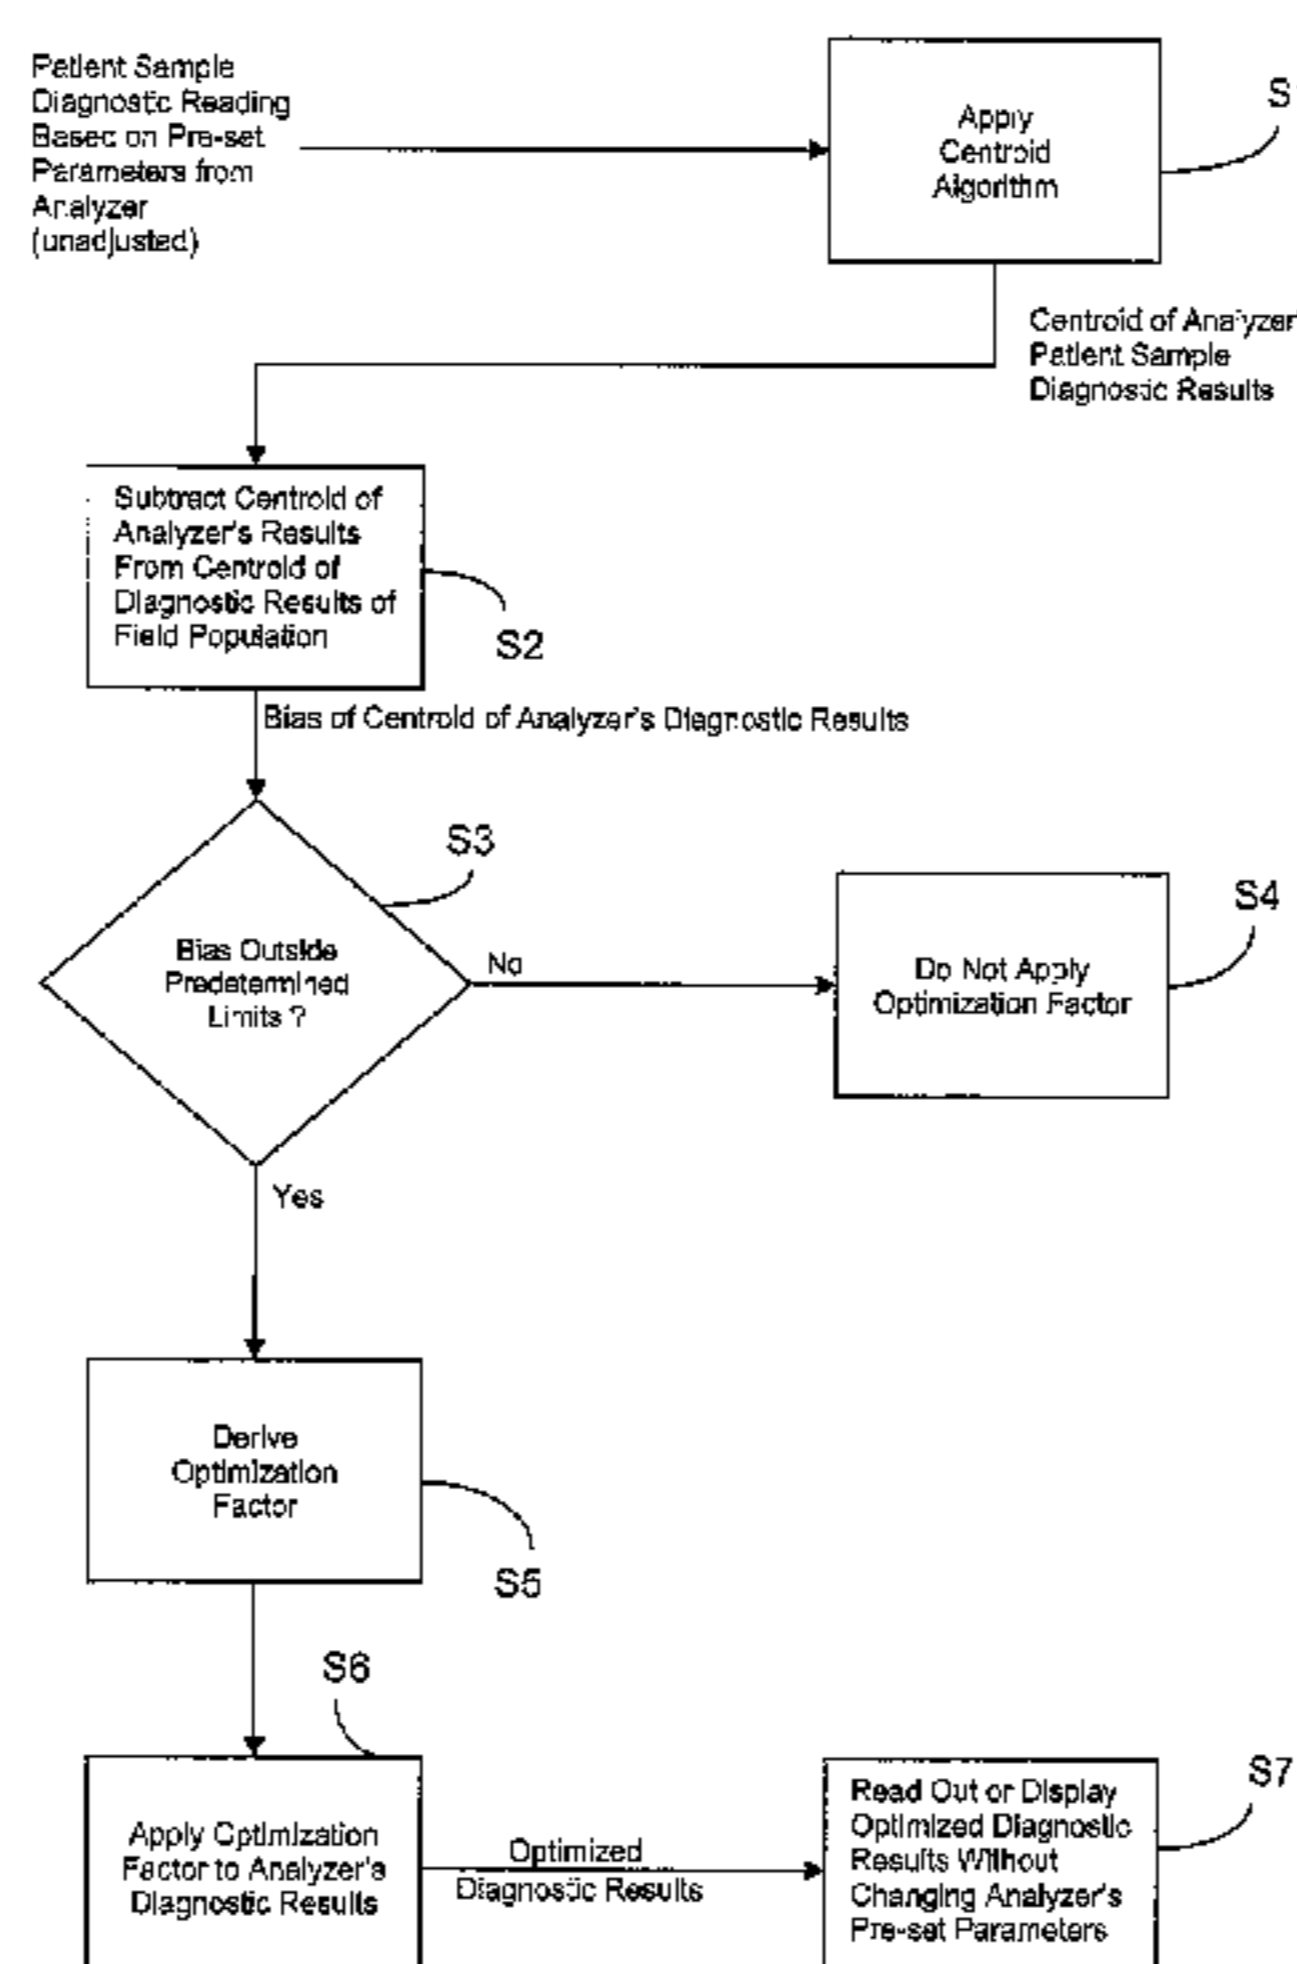 Patient Sample
Diagnostic Reading
Based on Pre-set
Parameters from
Analyzer
(unadjusted)
Apply
Centroid
Algorithm
S
Centroid of Analyzer'
Patient Sample
Diagnostic Results
Subtract Centroid of
Analyzer's Results
From Centroid of
Diagnostic Results of
Field Population
S2
Bias of Centroid of Analyzer's Diagnostic Results
S3
Bias Outside
Predetermined
Limits ?
No
Do Not Apply
Optimization Factor
S4
Yes
Derive
Optimization
Factor
S5
S6
Apply Optimization
Factor to Analyzer's
Diagnostic Results
Optimized
Diagnostic Results
Read Out or Display
Optimized Diagnostic
Results Without
Changing Analyzer's
Pre-set Parameters
S7